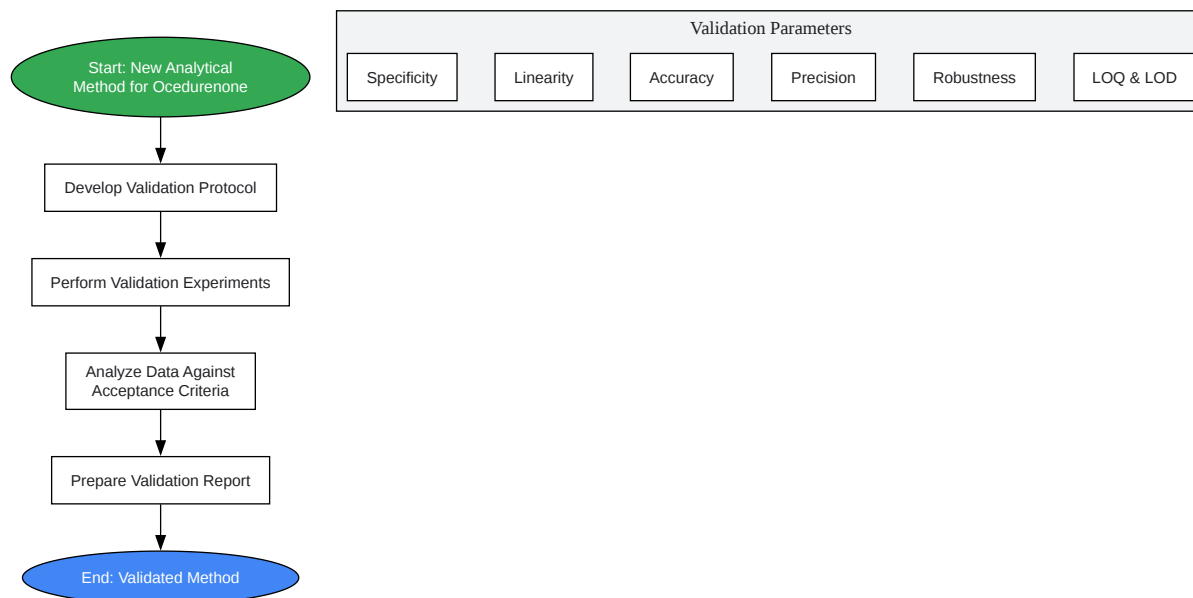 Start: New Analytical
Method for Ocedurenone
Develop Validation Protocol
Perform Validation Experiments
Analyze Data Against
Acceptance Criteria
Prepare Validation Report
End: Validated Method
Validation Parameters
Specificity
Linearity
Accuracy
Precision
Robustness
LOQ & LOD